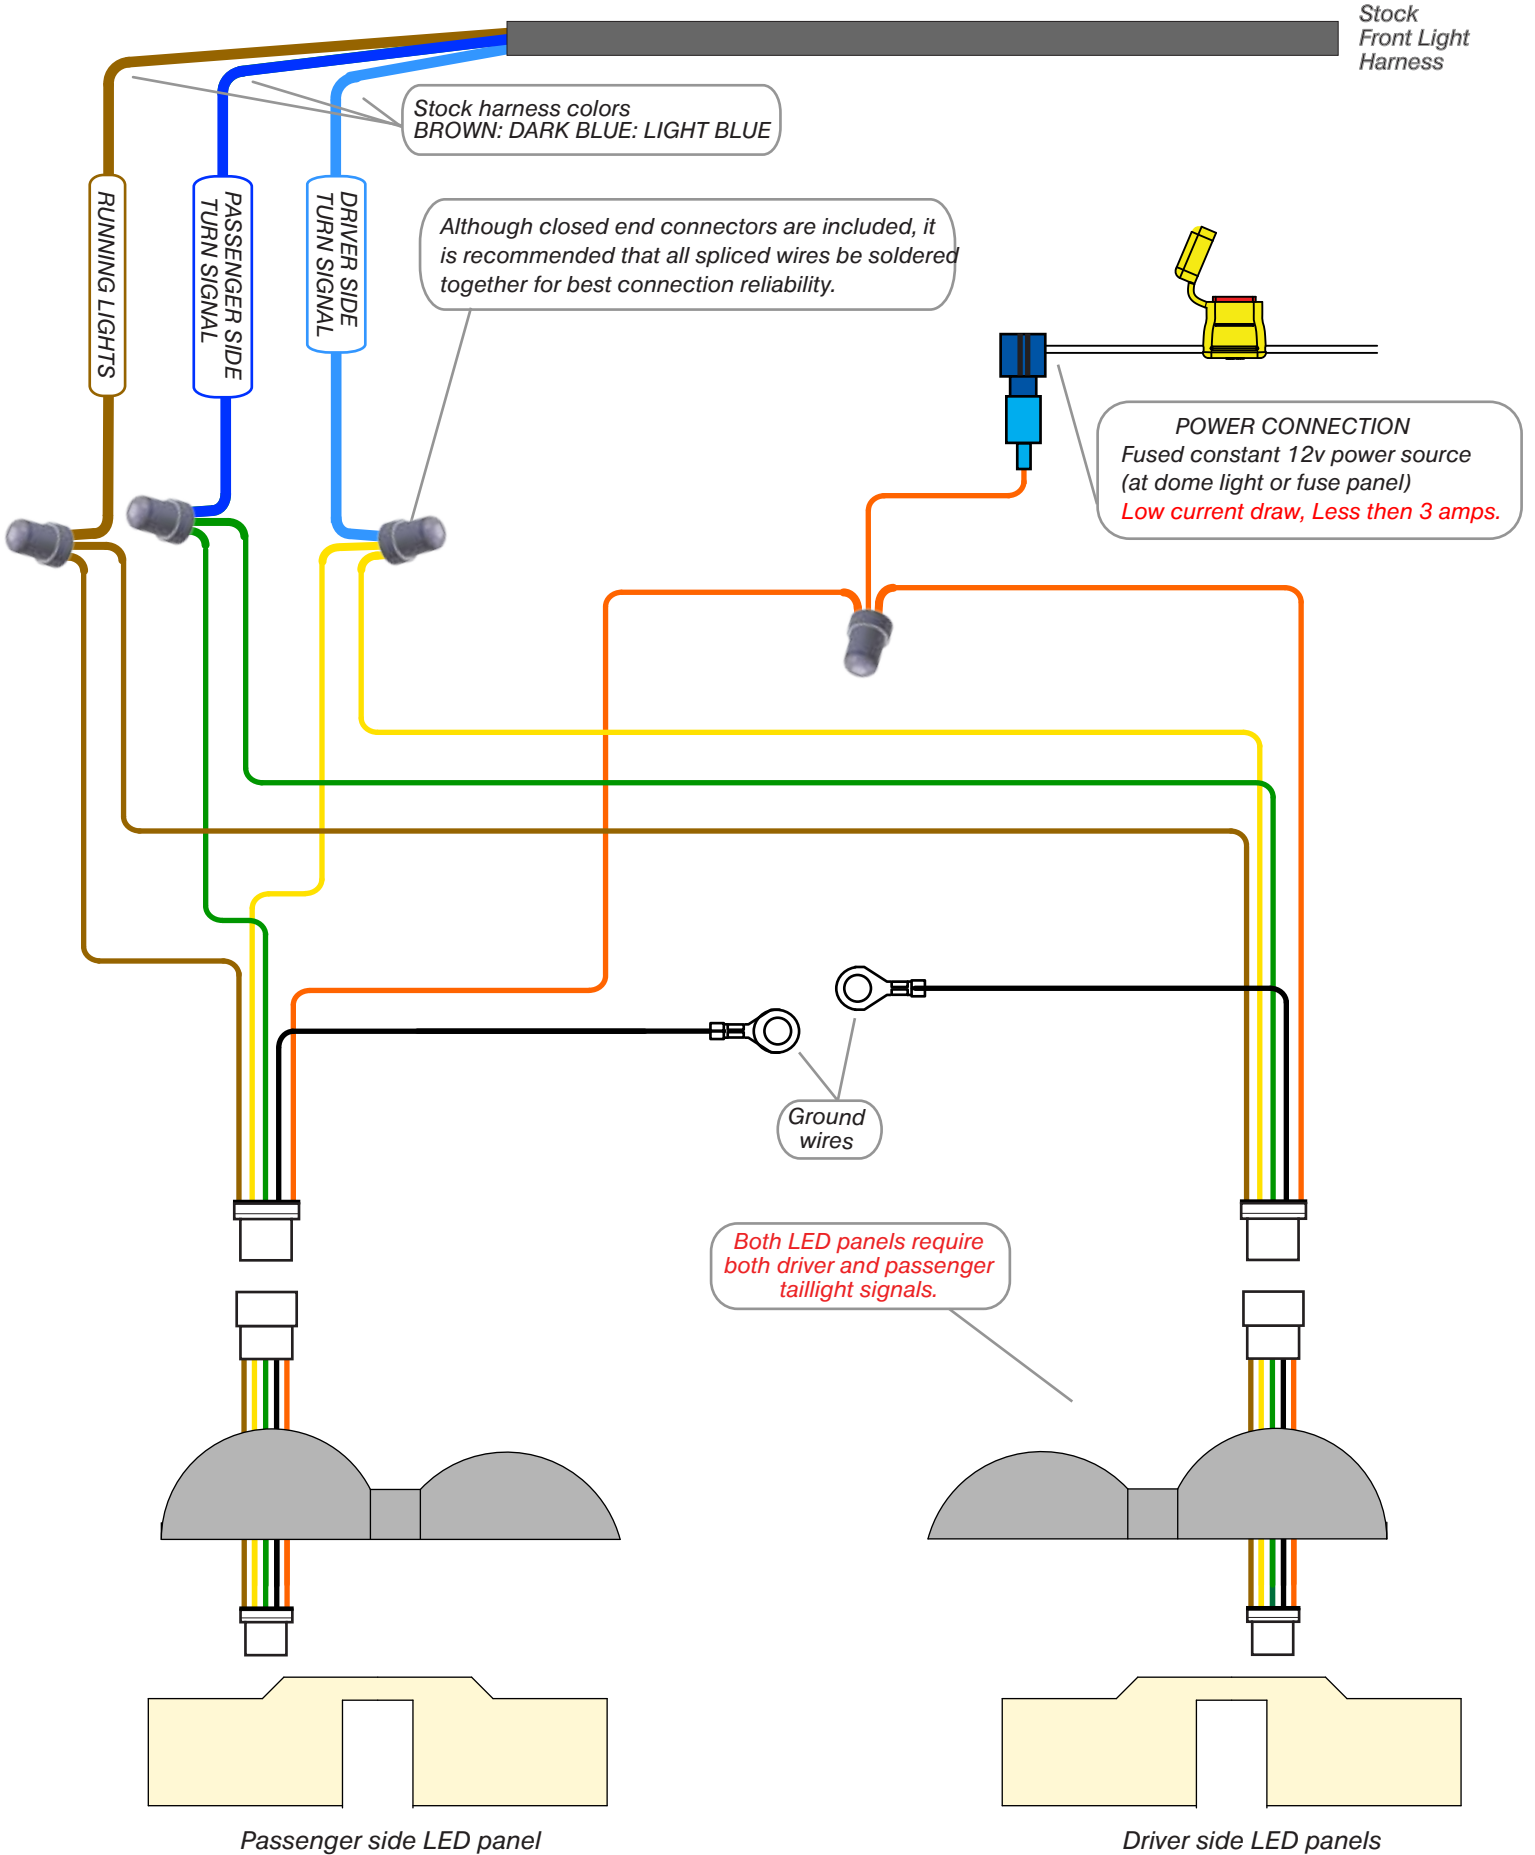 Stock
Front Light
Harness
Stock harness colors
BROWN: DARK BLUE: LIGHT BLUE
RUNNING LIGHTS
PASSENGER SIDE
TURN SIGNAL
DRIVER SIDE
TURN SIGNAL
Although closed end connectors are included, it
is recommended that all spliced wires be soldered
together for best connection reliability.
POWER CONNECTION
Fused constant 12v power source
(at dome light or fuse panel)
Low current draw, Less then 3 amps.
Ground
wires
Both LED panels require
both driver and passenger
taillight signals.
Passenger side LED panel
Driver side LED panels